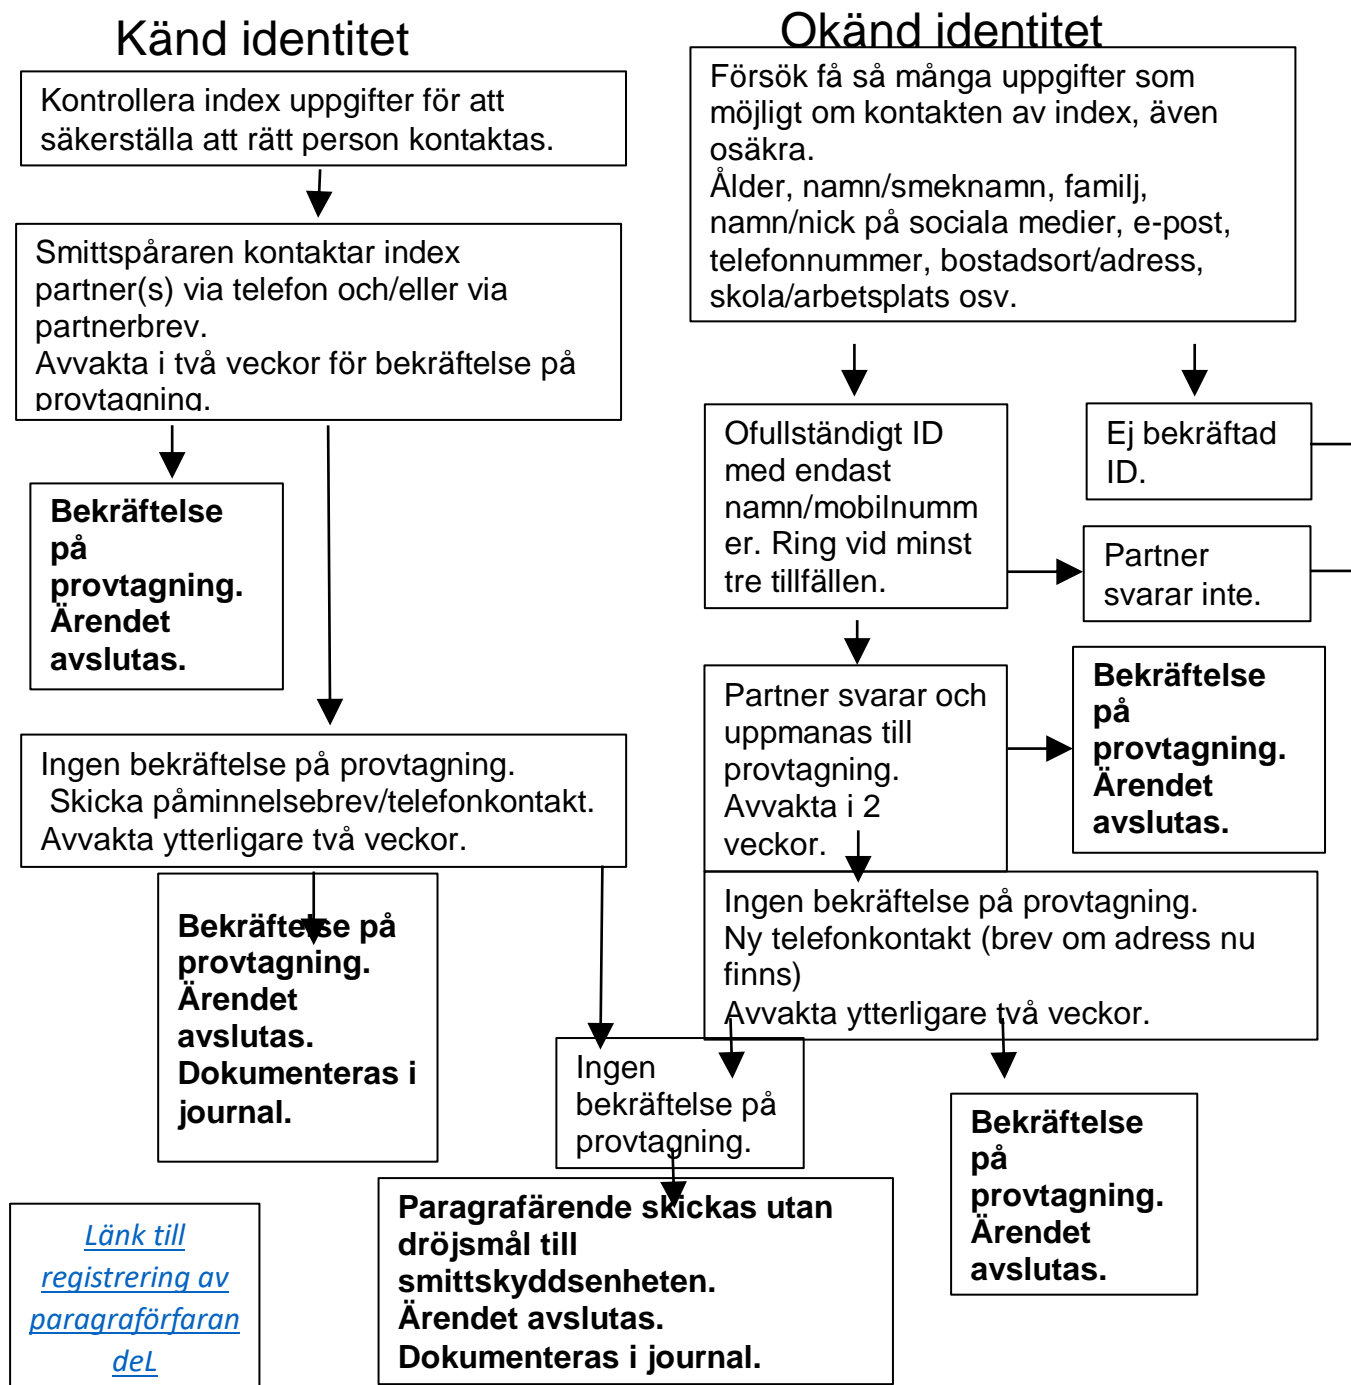 Känd identitet
Kontrollera index uppgifter för att
säkerställa att rätt person kontaktas.
Smittspåraren kontaktar index
partner(s) via telefon och/eller via
partnerbrev.
Avvakta i två veckor för bekräftelse på
provtagning.
Bekräftelse
på
provtagning.
Ärendet
avslutas.
Ingen bekräftelse på provtagning.
Skicka påminnelsebrev/telefonkontakt.
Avvakta ytterligare två veckor.
Bekräftelse på
provtagning.
Ärendet
avslutas.
Dokumenteras i
journal.
Okänd identitet
Försök få så många uppgifter som
möjligt om kontakten av index, även
osäkra.
Ålder, namn/smeknamn, familj,
namn/nick på sociala medier, e-post,
telefonnummer, bostadsort/adress,
skola/arbetsplats osv.
Ofullständigt ID
med endast
namn/mobilnumm
er. Ring vid minst
tre tillfällen.
Ej bekräftad
ID.
Partner
svarar inte.
Partner svarar och
uppmanas till
provtagning.
Avvakta i 2
veckor.
Bekräftelse
på
provtagning.
Ärendet
avslutas.
Ingen bekräftelse på provtagning.
Ny telefonkontakt (brev om adress nu
finns)
Avvakta ytterligare två veckor.
Ingen
bekräftelse på
provtagning.
Bekräftelse
på
provtagning.
Ärendet
avslutas.
Paragrafärende skickas utan
dröjsmål till
smittskyddsenheten.
Ärendet avslutas.
Dokumenteras i journal.
Länk till
registrering av
paragraförfaran
deL